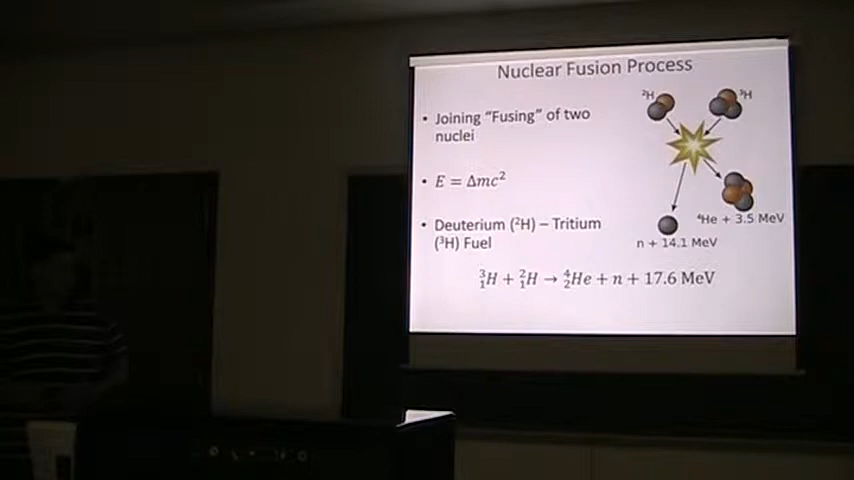 Nuclear Fusion Process
• Joining “Fusing” of two
nuclei
• E = Δmc²
• Deuterium (²H) – Tritium
(³H) Fuel
²H
³H
⁴He + 3.5 MeV
n + 14.1 MeV
³₁H + ²₁H → ⁴₂He + n + 17.6 MeV